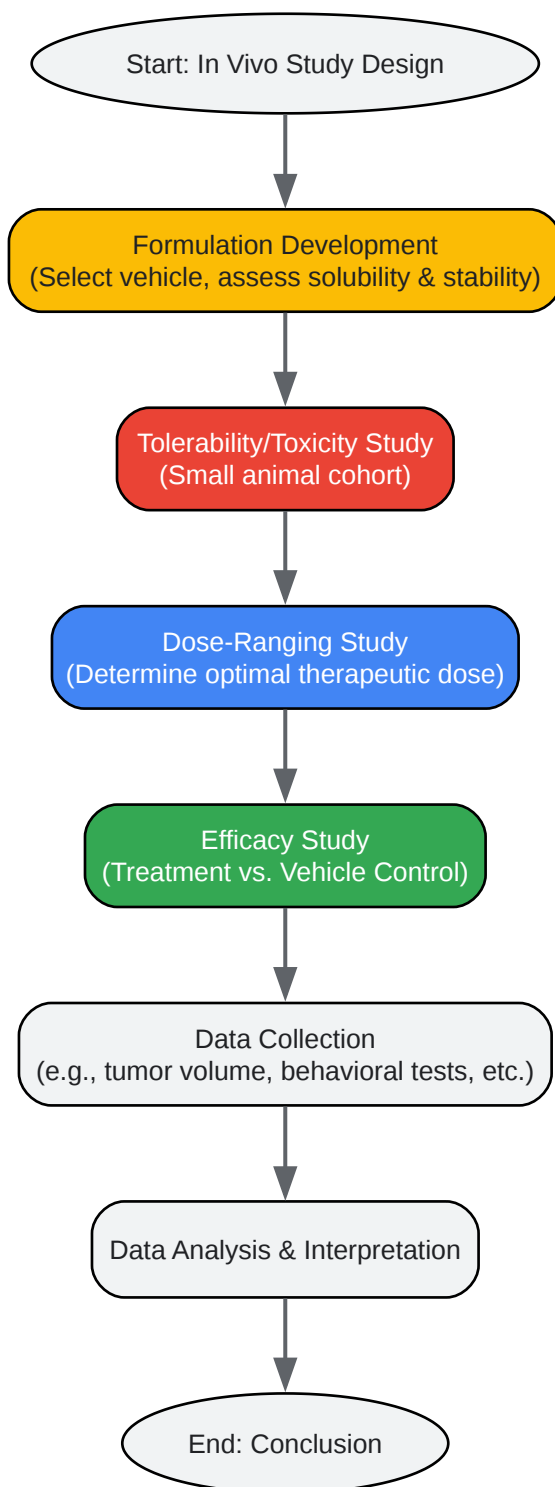 Start: In Vivo Study Design
Formulation Development
(Select vehicle, assess solubility & stability)
Tolerability/Toxicity Study
(Small animal cohort)
Dose-Ranging Study
(Determine optimal therapeutic dose)
Efficacy Study
(Treatment vs. Vehicle Control)
Data Collection
(e.g., tumor volume, behavioral tests, etc.)
Data Analysis & Interpretation
End: Conclusion